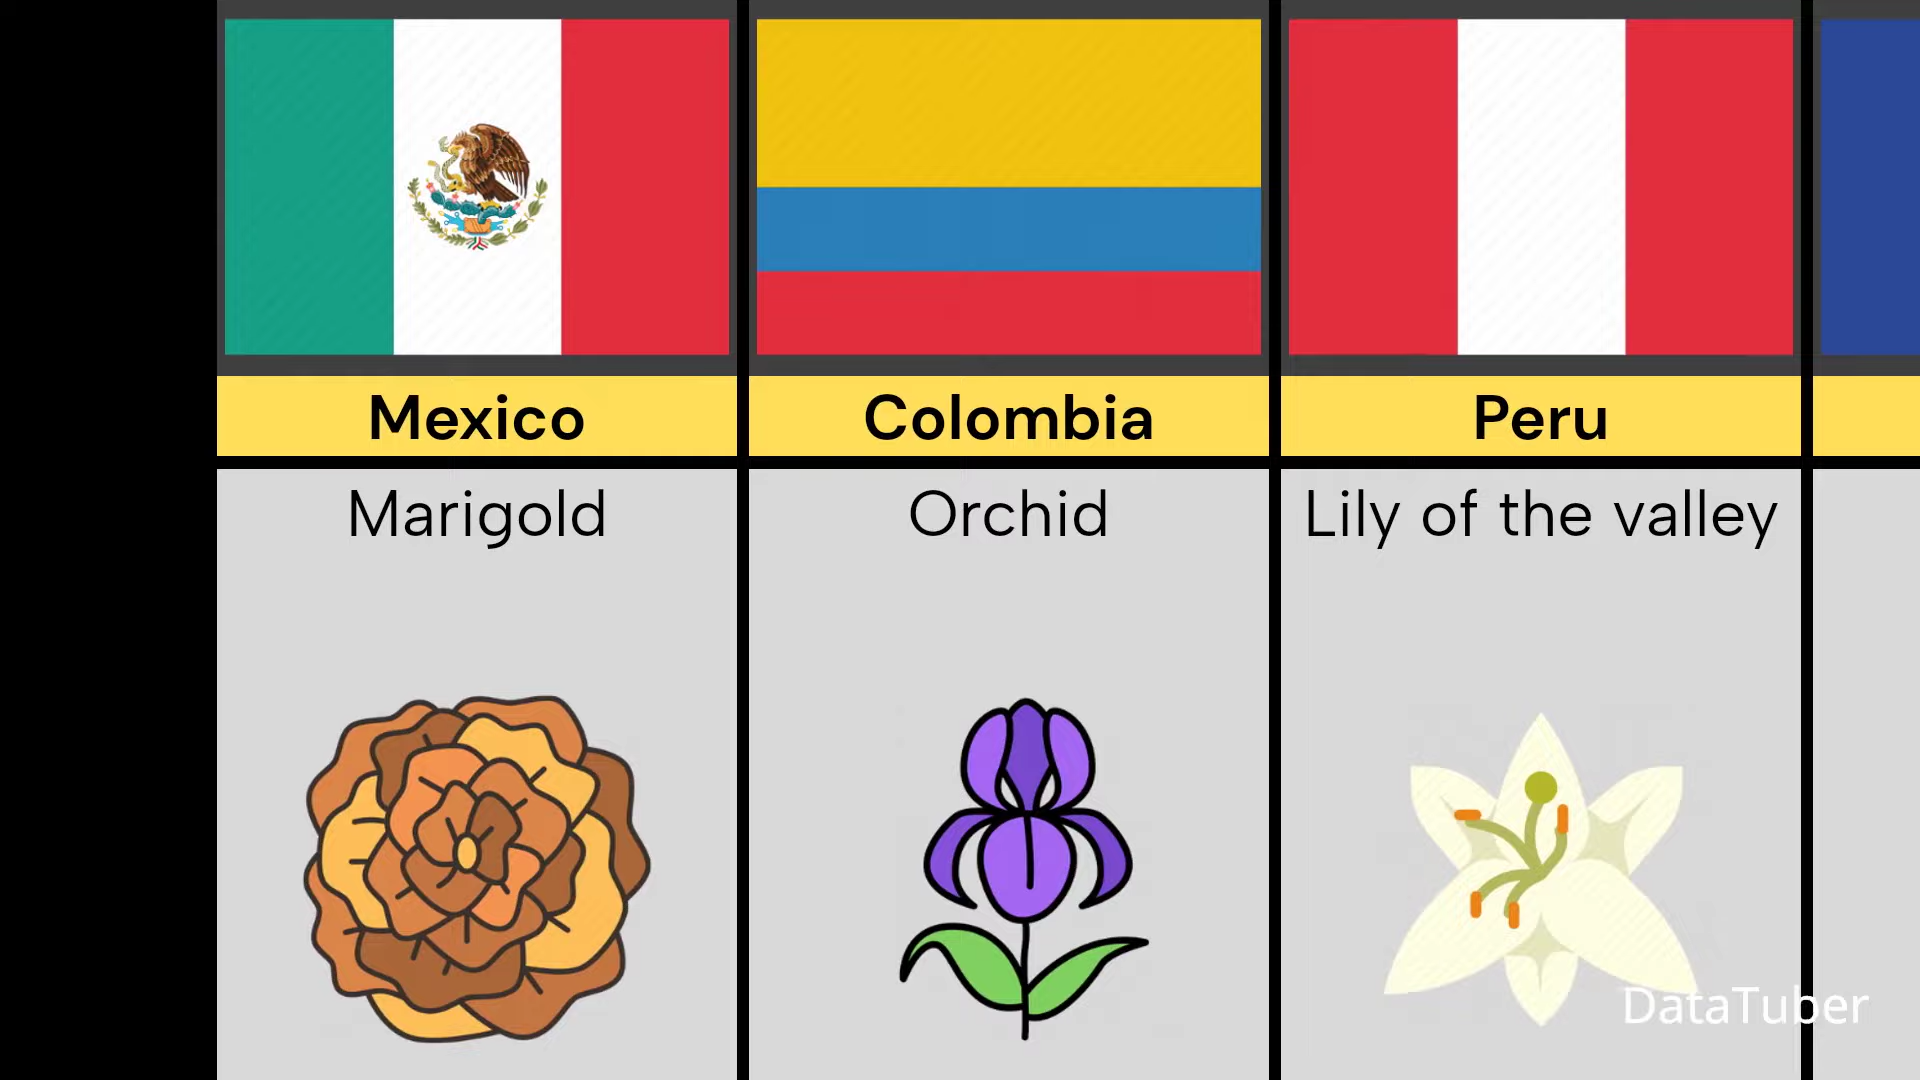 Mexico
Colombia
Peru
Marigold
Orchid
Lily of the valley
DataTuber